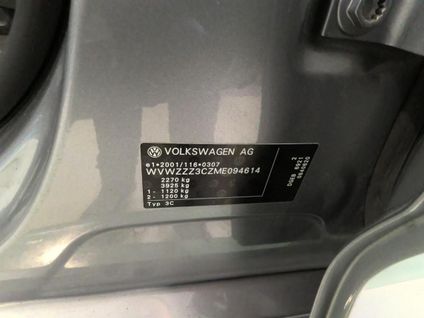 VOLKSWAGEN AG
e1*2001/116*0307
WVWZZZ3CZME094614
2270 kg
3925 kg
1 - 1120 kg
2 - 1200 kg
Typ 3C
2